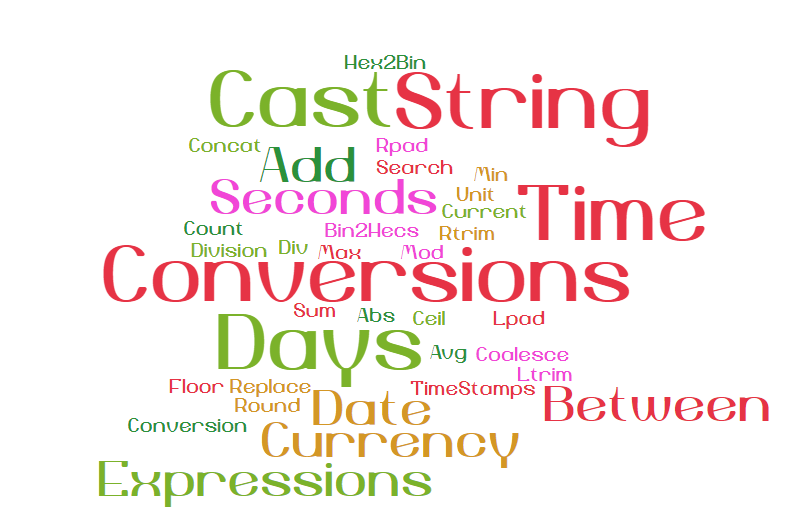 Hex2Bin
Cast String
Concat Rpad
Add Search Min
Seconds Unit Time
Current
Count Bin2Hecs Rtrim
Division Div Max Mod
Conversions
Sum Abs Ceil Lpad
Days Avg Coalesce
Ltrim
Floor Replace TimeStamps
Round Date Between
Conversion Currency
Expressions